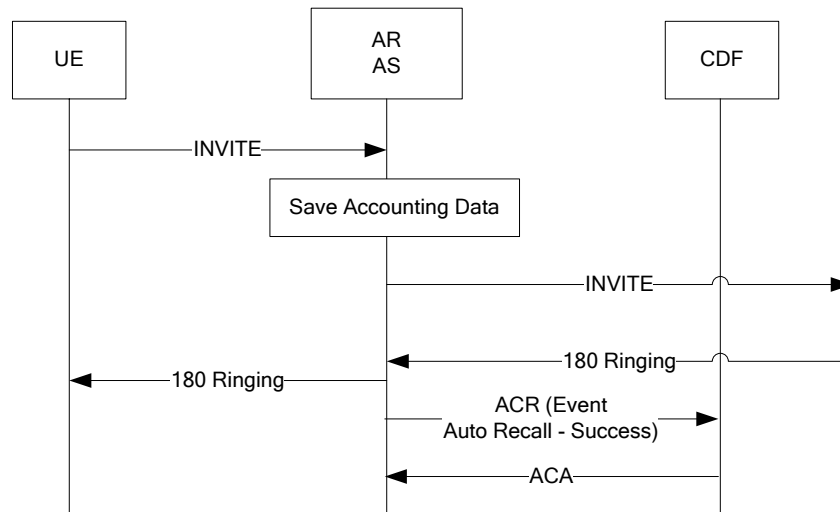 UE
AR
AS
CDF
INVITE
Save Accounting Data
INVITE
180 Ringing
180 Ringing
ACR (Event
Auto Recall - Success)
ACA